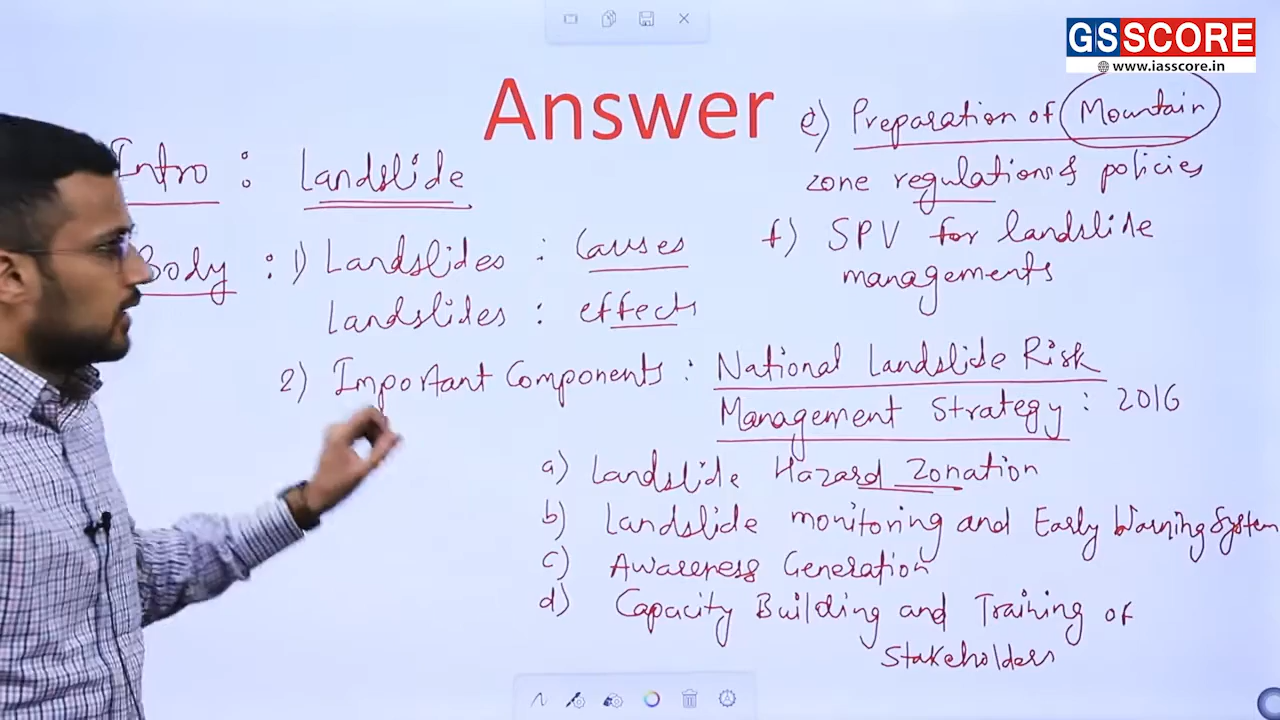 GSSCORE
www.iasscore.in
Answer
Intro : Landslide
Body : 1) Landslides : Causes
Landslides : effects
2) Important Components : National Landslide Risk
Management Strategy : 2016
a) Landslide Hazard Zonation
b) Landslide monitoring and Early Warning System
c) Awareness Generation
d) Capacity Building and Training of
Stakeholders
e) Preparation of Mountain
zone regulations & policies
f) SPV for landslide
managements